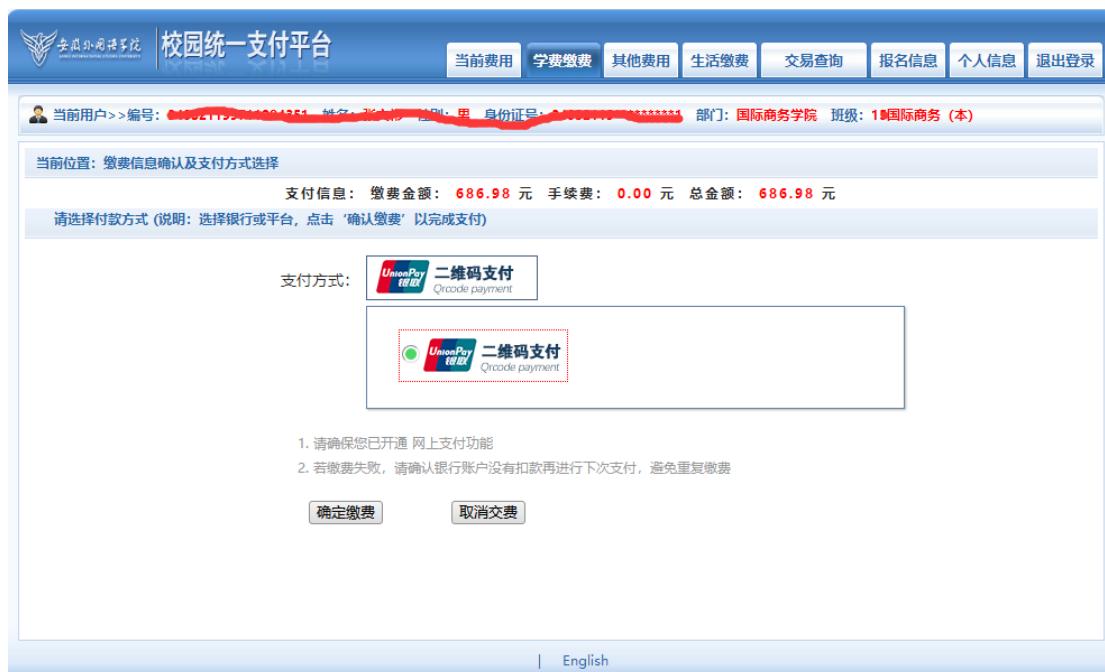 安徽外国语学院 校园统一支付平台
当前费用 学费缴费 其他费用 生活缴费 交易查询 报名信息 个人信息 退出登录
当前用户>>编号: 性别: 男 身份证号: 部门: 国际商务学院 班级: 国际商务 (本)
当前位置: 缴费信息确认及支付方式选择
支付信息: 缴费金额: 686.98 元 手续费: 0.00 元 总金额: 686.98 元
请选择付款方式 (说明: 选择银行或平台, 点击‘确认缴费’以完成支付)
支付方式: UnionPay 银联 二维码支付
Qrcode payment
UnionPay 银联 二维码支付
Qrcode payment
1. 请确保您已开通 网上支付功能
2. 若缴费失败, 请确认银行账户没有扣款再进行下次支付, 避免重复缴费
确定缴费 取消交费
| English